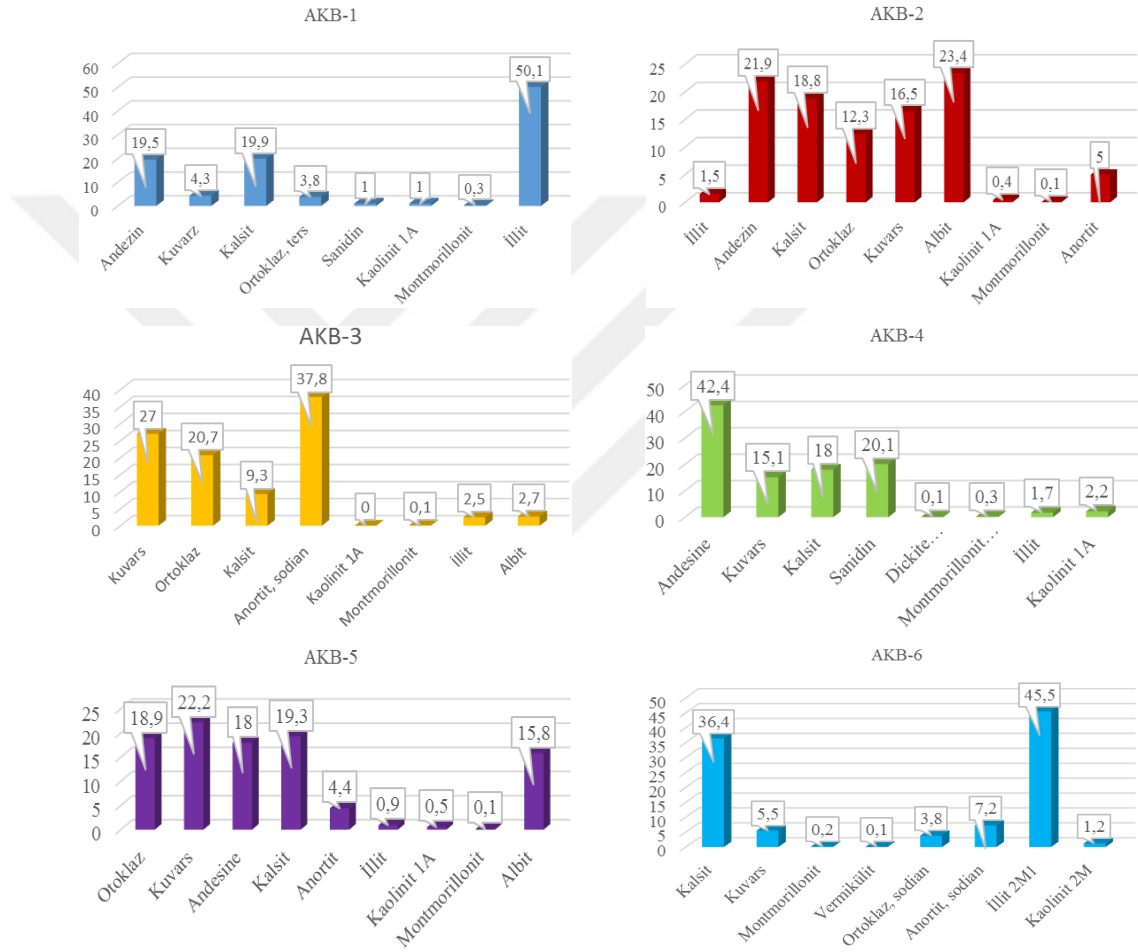 AKB-1
60
50
40
30
20
10
0
19,5
4,3
19,9
3,8
1
1
0,3
50,1
Andezin
Kuvarz
Kalsit
Ortoklaz, ters
Sanidin
Kaolinit 1A
Montmorillonit
İllit
AKB-2
25
20
15
10
5
0
1,5
21,9
18,8
12,3
16,5
23,4
0,4
0,1
5
İllit
Andezin
Kalsit
Ortoklaz
Kuvars
Albit
Kaolinit 1A
Montmorillonit
Anortit
AKB-3
40
35
30
25
20
15
10
5
0
27
20,7
9,3
37,8
0
0,1
2,5
2,7
Kuvars
Ortoklaz
Kalsit
Anortit, sodian
Kaolinit 1A
Montmorillonit
İllit
Albit
AKB-4
50
40
30
20
10
0
42,4
15,1
18
20,1
0,1
0,3
1,7
2,2
Andesine
Kuvars
Kalsit
Sanidin
Dickite…
Montmorillonit…
İllit
Kaolinit 1A
AKB-5
25
20
15
10
5
0
18,9
22,2
18
19,3
4,4
0,9
0,5
0,1
15,8
Otoklaz
Kuvars
Andesine
Kalsit
Anortit
İllit
Kaolinit 1A
Montmorillonit
Albit
AKB-6
50
45
40
35
30
25
20
15
10
5
0
36,4
5,5
0,2
0,1
3,8
7,2
45,5
1,2
Kalsit
Kuvars
Montmorillonit
Vermikülit
Ortoklaz, sodian
Anortit, sodian
İllit 2M1
Kaolinit 2M